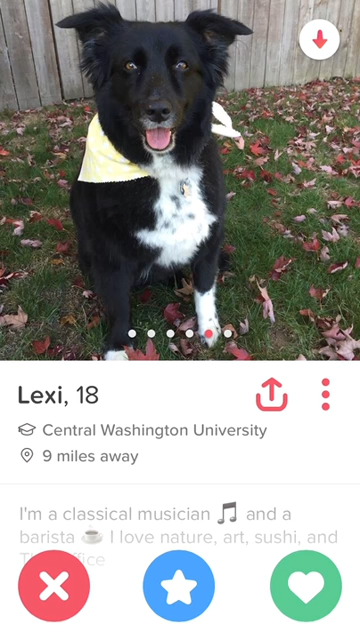 Lexi, 18
Central Washington University
9 miles away
I'm a classical musician 🎵 and a
barista ☕ I love nature, art, sushi, and